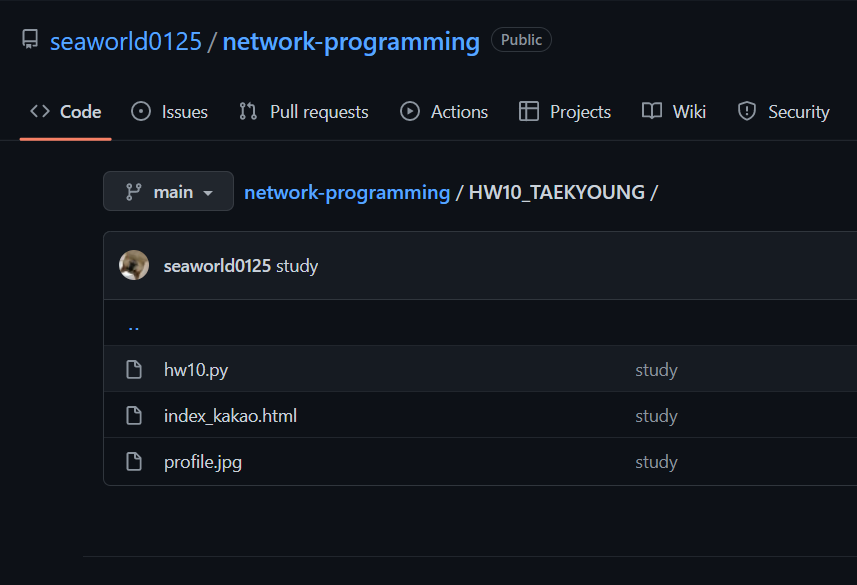 seaworld0125 / network-programming Public
Code Issues Pull requests Actions Projects Wiki Security
main network-programming / HW10_TAEKYOUNG /
seaworld0125 study
..
hw10.py study
index_kakao.html study
profile.jpg study